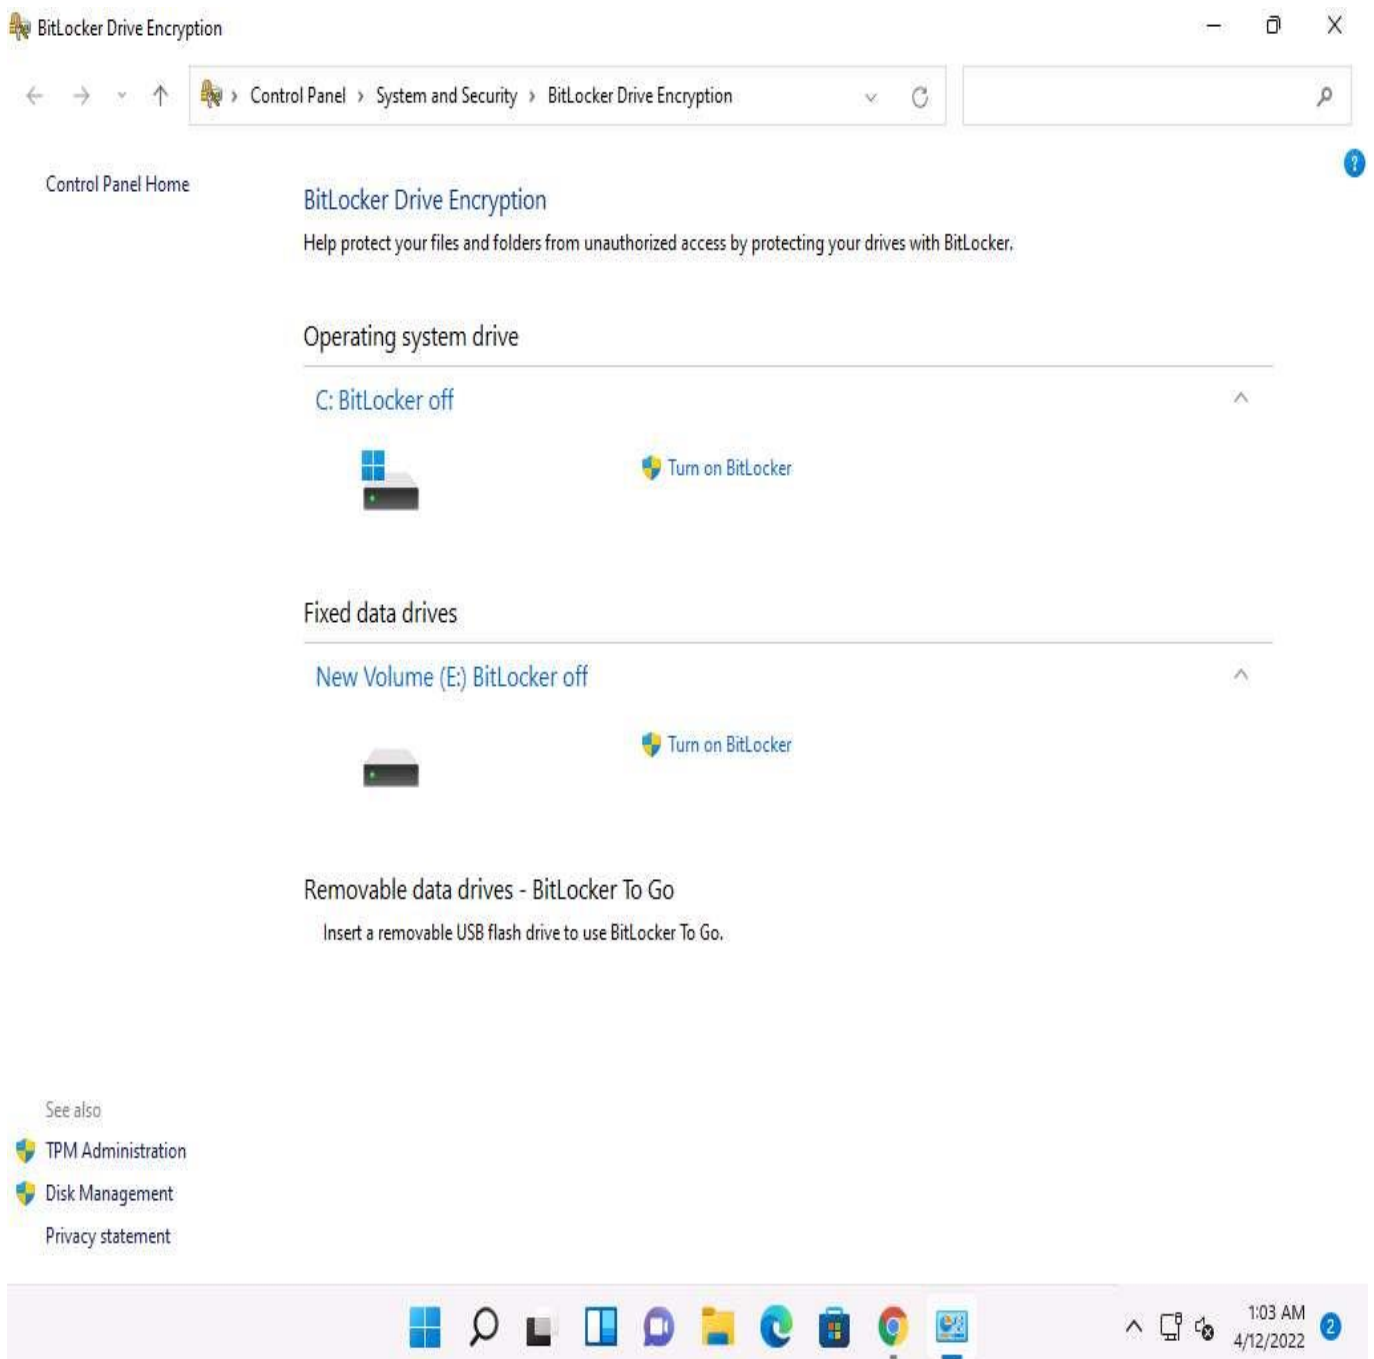 BitLocker Drive Encryption
Control Panel > System and Security > BitLocker Drive Encryption
Control Panel Home
BitLocker Drive Encryption
Help protect your files and folders from unauthorized access by protecting your drives with BitLocker.
Operating system drive
C: BitLocker off
Turn on BitLocker
Fixed data drives
New Volume (E:) BitLocker off
Turn on BitLocker
Removable data drives - BitLocker To Go
Insert a removable USB flash drive to use BitLocker To Go.
See also
TPM Administration
Disk Management
Privacy statement
1:03 AM
4/12/2022
2